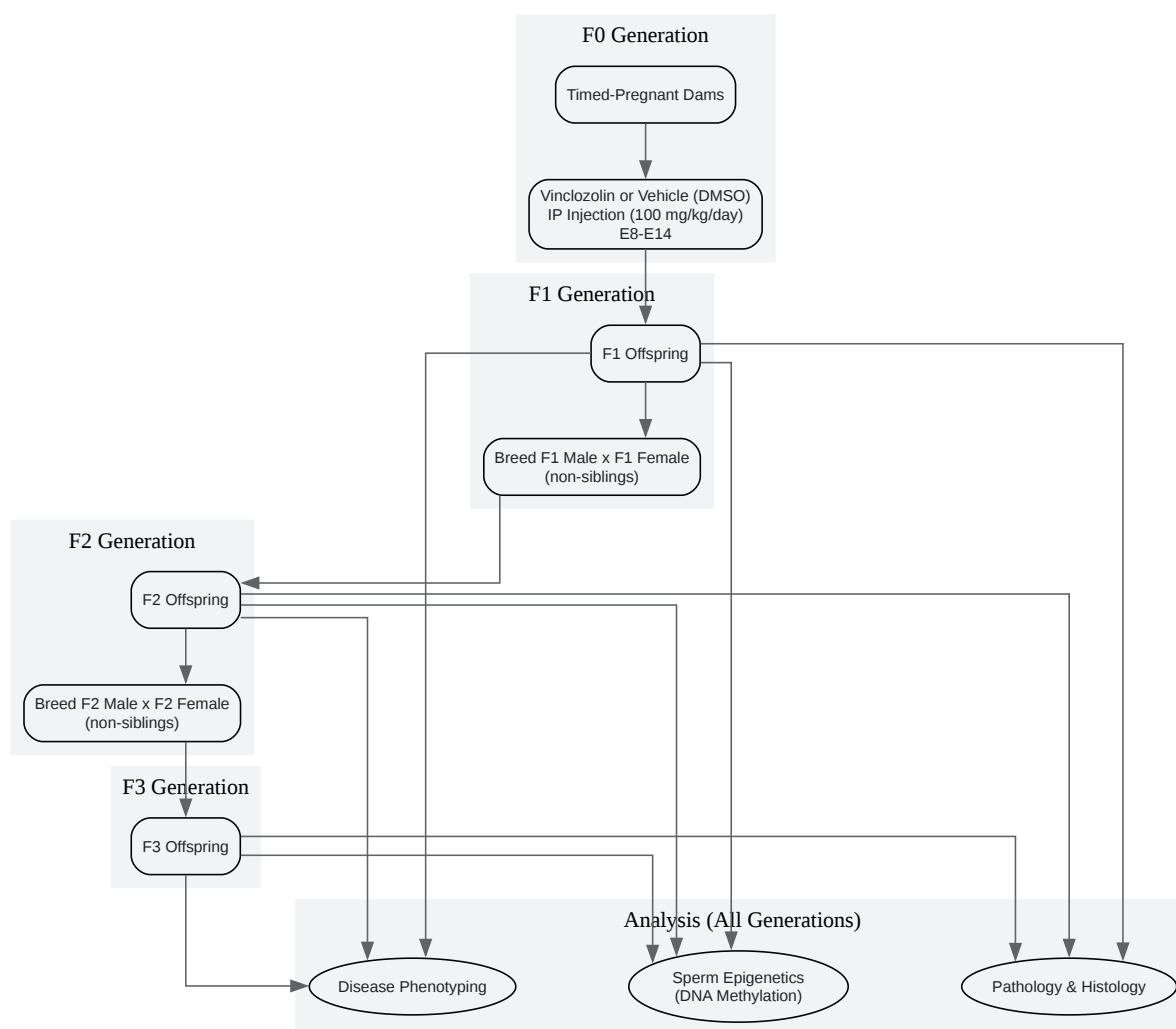 F0 Generation
Timed-Pregnant Dams
Vinclozolin or Vehicle (DMSO)
IP Injection (100 mg/kg/day)
E8-E14
F1 Generation
F1 Offspring
Breed F1 Male x F1 Female
(non-siblings)
F2 Generation
F2 Offspring
Breed F2 Male x F2 Female
(non-siblings)
F3 Generation
F3 Offspring
Analysis (All Generations)
Disease Phenotyping
Sperm Epigenetics
(DNA Methylation)
Pathology & Histology